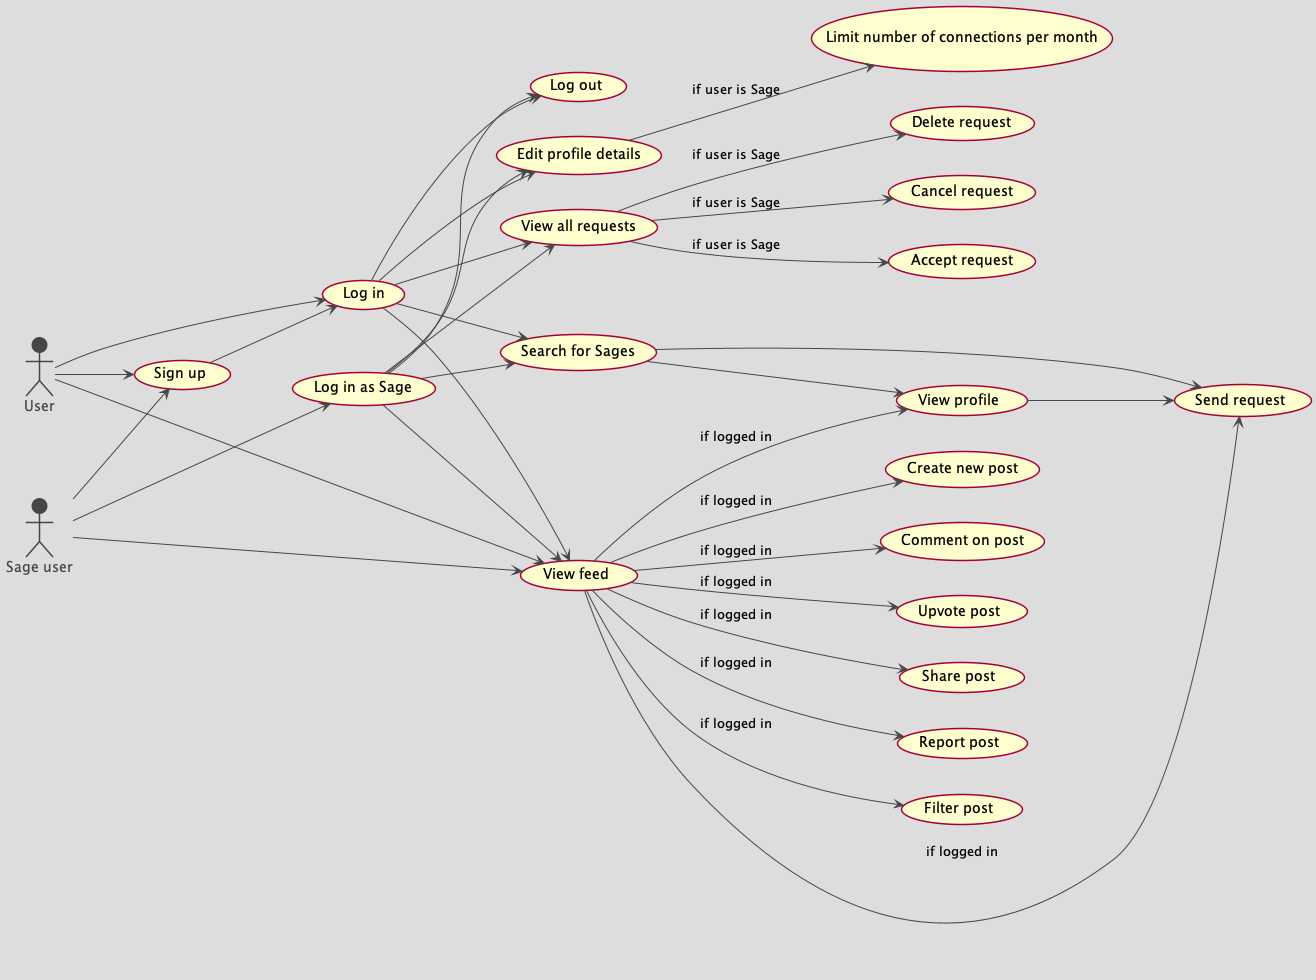 Limit number of connections per month
Log out
if user is Sage
Delete request
Edit profile details
if user is Sage
Cancel request
if user is Sage
View all requests
if user is Sage
Accept request
Log in
Search for Sages
Sign up
Log in as Sage
User
View profile
Send request
if logged in
Create new post
if logged in
Comment on post
if logged in
Sage user
View feed
if logged in
Upvote post
if logged in
Share post
if logged in
Report post
if logged in
Filter post
if logged in